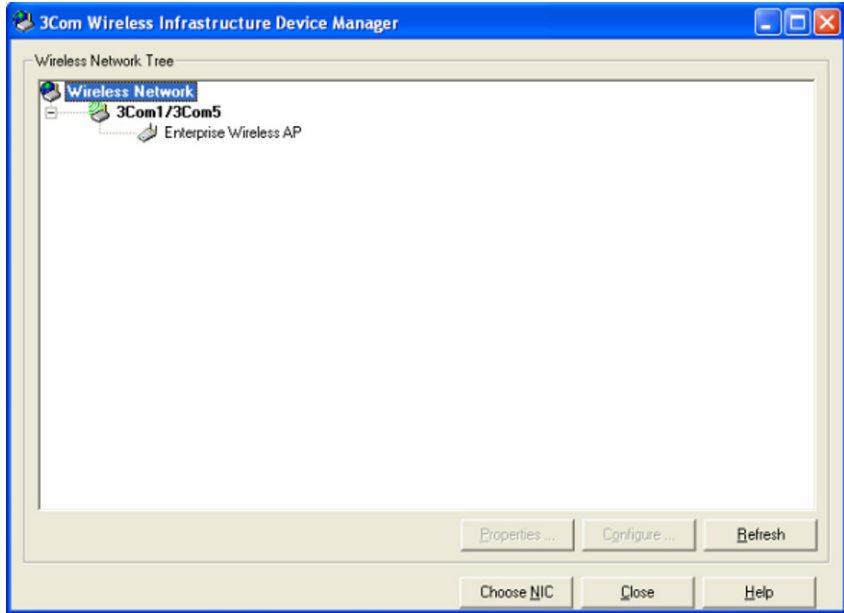 3Com Wireless Infrastructure Device Manager
Wireless Network Tree
Wireless Network
3Com1/3Com5
Enterprise Wireless AP
Properties ...
Configure ...
Refresh
Choose NIC
Close
Help